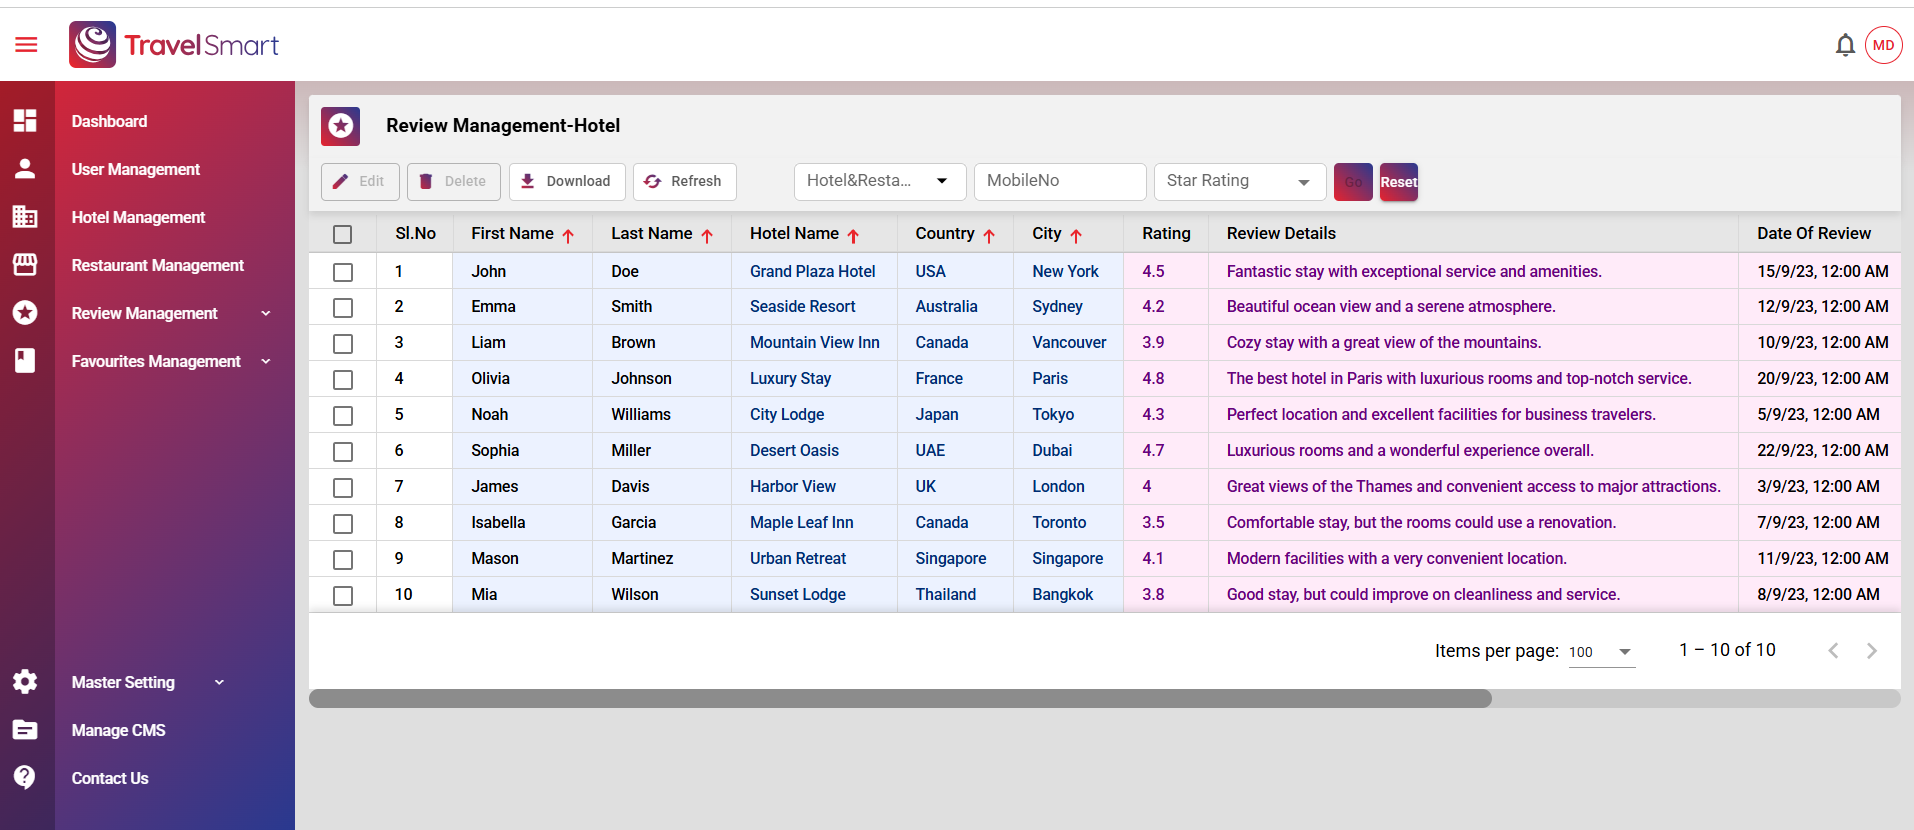 TravelSmart
MD
Dashboard
User Management
Hotel Management
Restaurant Management
Review Management
Favourites Management
Master Setting
Manage CMS
Contact Us
Review Management-Hotel
Edit Delete Download Refresh Hotel&Resta... MobileNo Star Rating Go Reset
Sl.No First Name Last Name Hotel Name Country City Rating Review Details Date Of Review
1 John Doe Grand Plaza Hotel USA New York 4.5 Fantastic stay with exceptional service and amenities. 15/9/23, 12:00 AM
2 Emma Smith Seaside Resort Australia Sydney 4.2 Beautiful ocean view and a serene atmosphere. 12/9/23, 12:00 AM
3 Liam Brown Mountain View Inn Canada Vancouver 3.9 Cozy stay with a great view of the mountains. 10/9/23, 12:00 AM
4 Olivia Johnson Luxury Stay France Paris 4.8 The best hotel in Paris with luxurious rooms and top-notch service. 20/9/23, 12:00 AM
5 Noah Williams City Lodge Japan Tokyo 4.3 Perfect location and excellent facilities for business travelers. 5/9/23, 12:00 AM
6 Sophia Miller Desert Oasis UAE Dubai 4.7 Luxurious rooms and a wonderful experience overall. 22/9/23, 12:00 AM
7 James Davis Harbor View UK London 4 Great views of the Thames and convenient access to major attractions. 3/9/23, 12:00 AM
8 Isabella Garcia Maple Leaf Inn Canada Toronto 3.5 Comfortable stay, but the rooms could use a renovation. 7/9/23, 12:00 AM
9 Mason Martinez Urban Retreat Singapore Singapore 4.1 Modern facilities with a very convenient location. 11/9/23, 12:00 AM
10 Mia Wilson Sunset Lodge Thailand Bangkok 3.8 Good stay, but could improve on cleanliness and service. 8/9/23, 12:00 AM
Items per page: 100 1 – 10 of 10